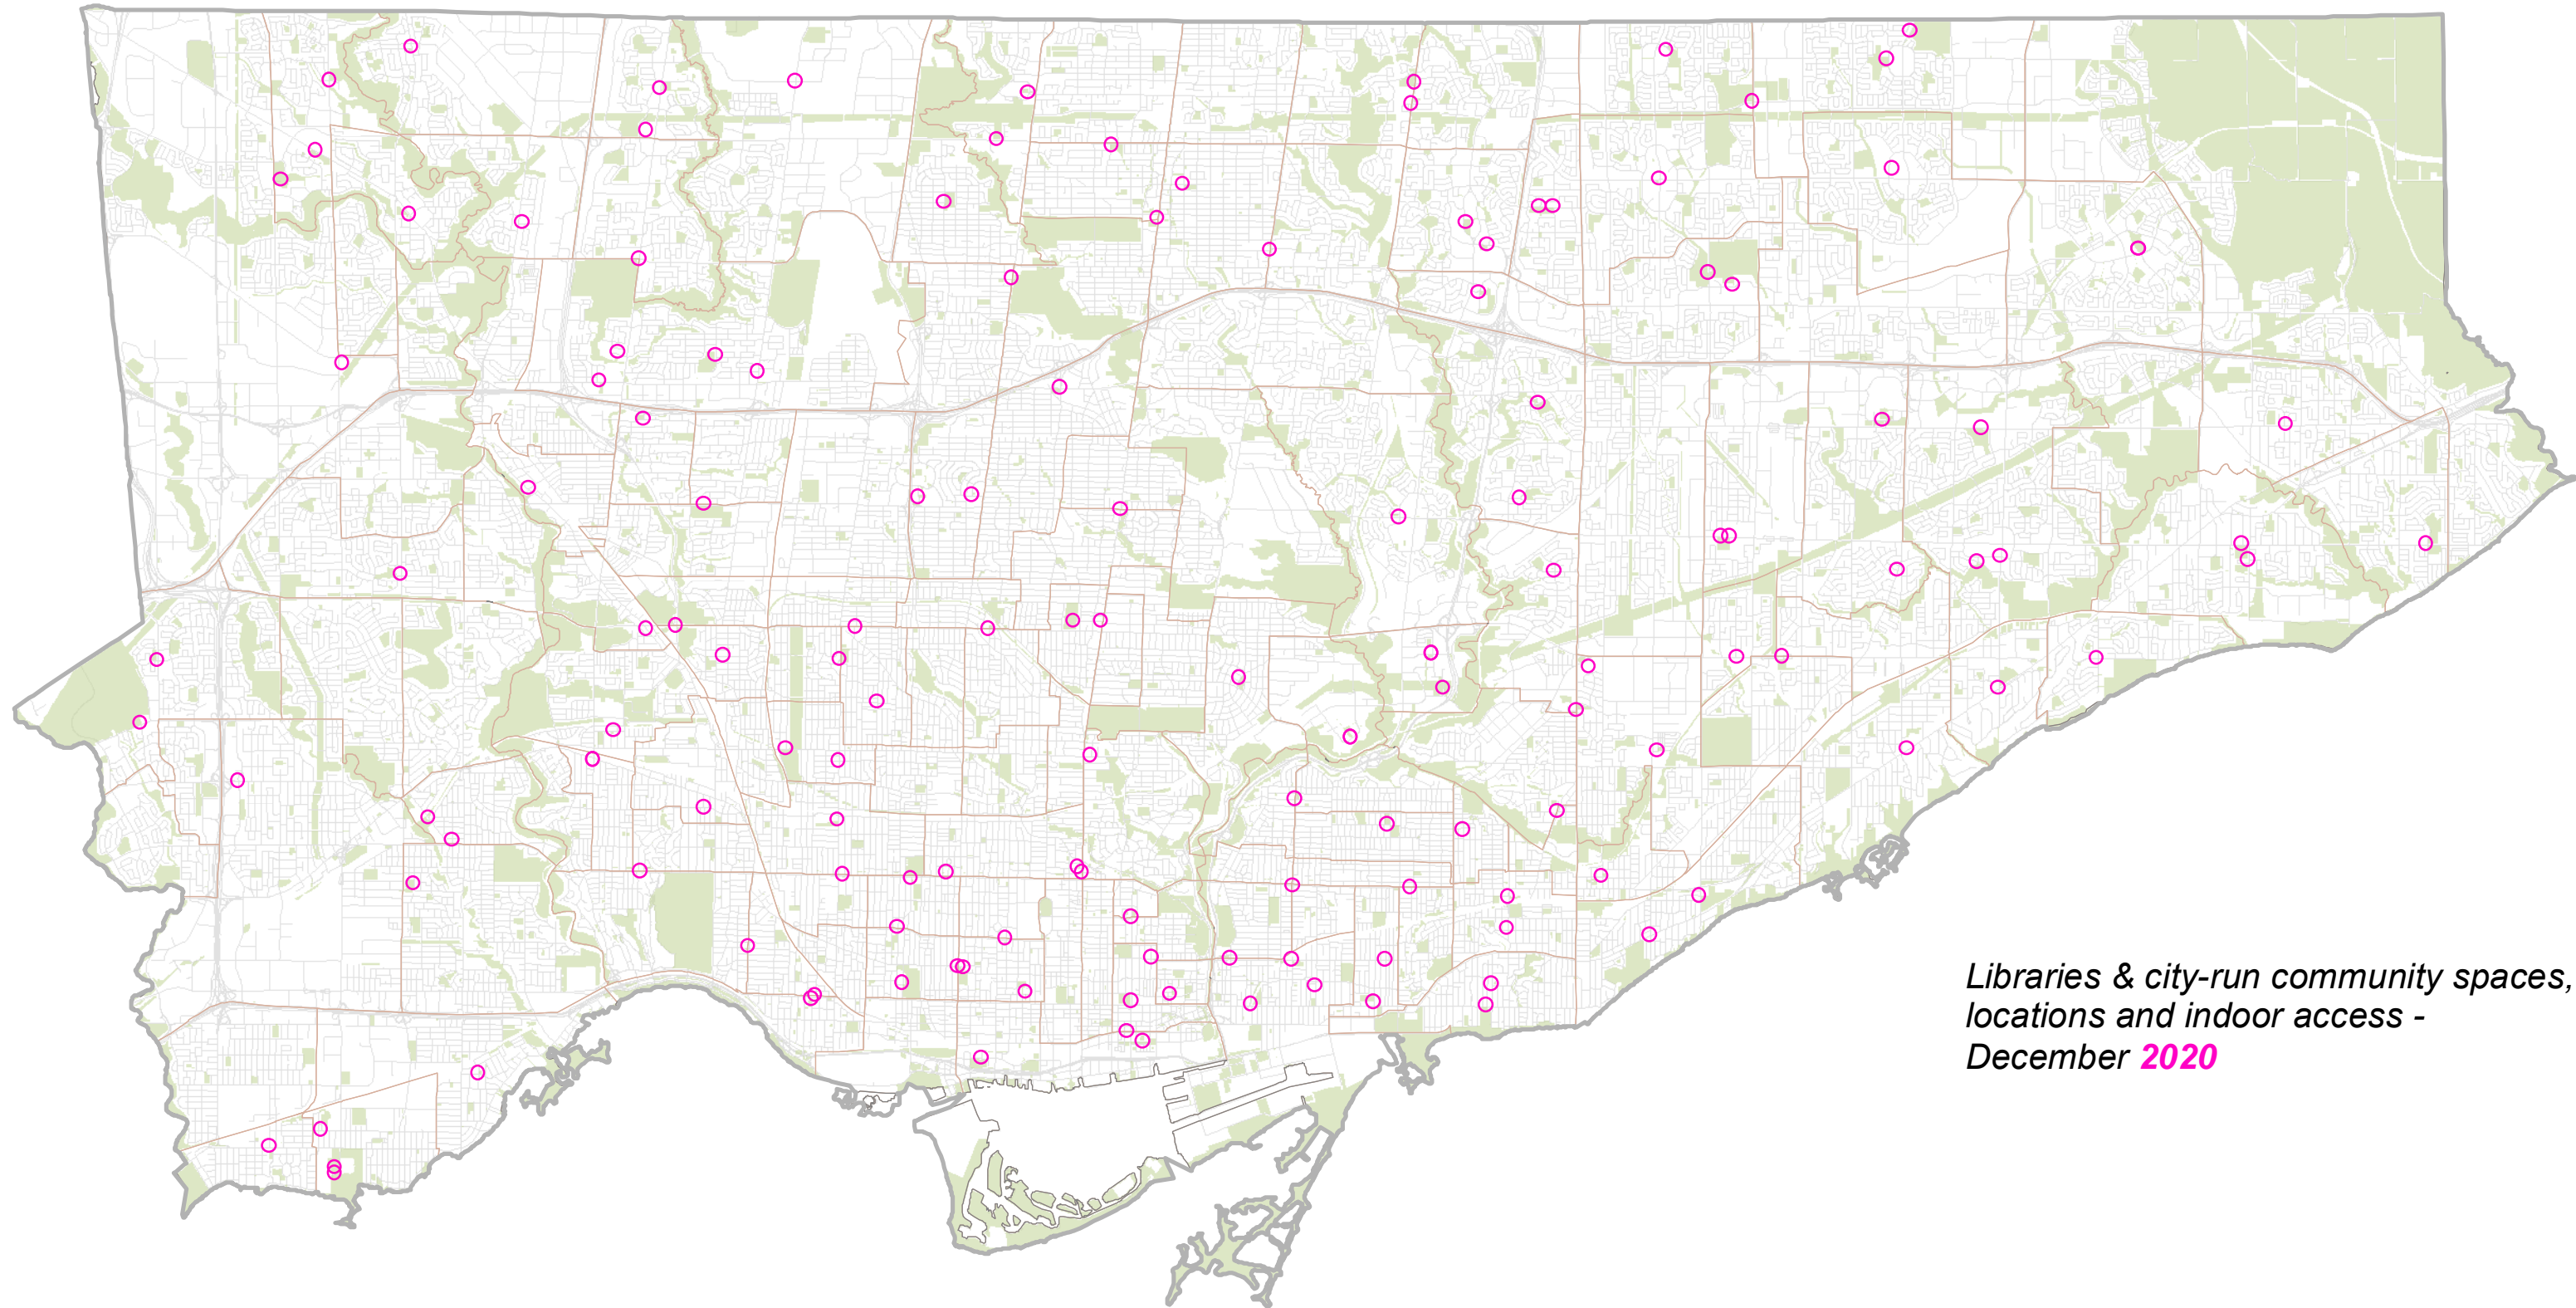 Libraries & city-run community spaces,
locations and indoor access -
December 2020